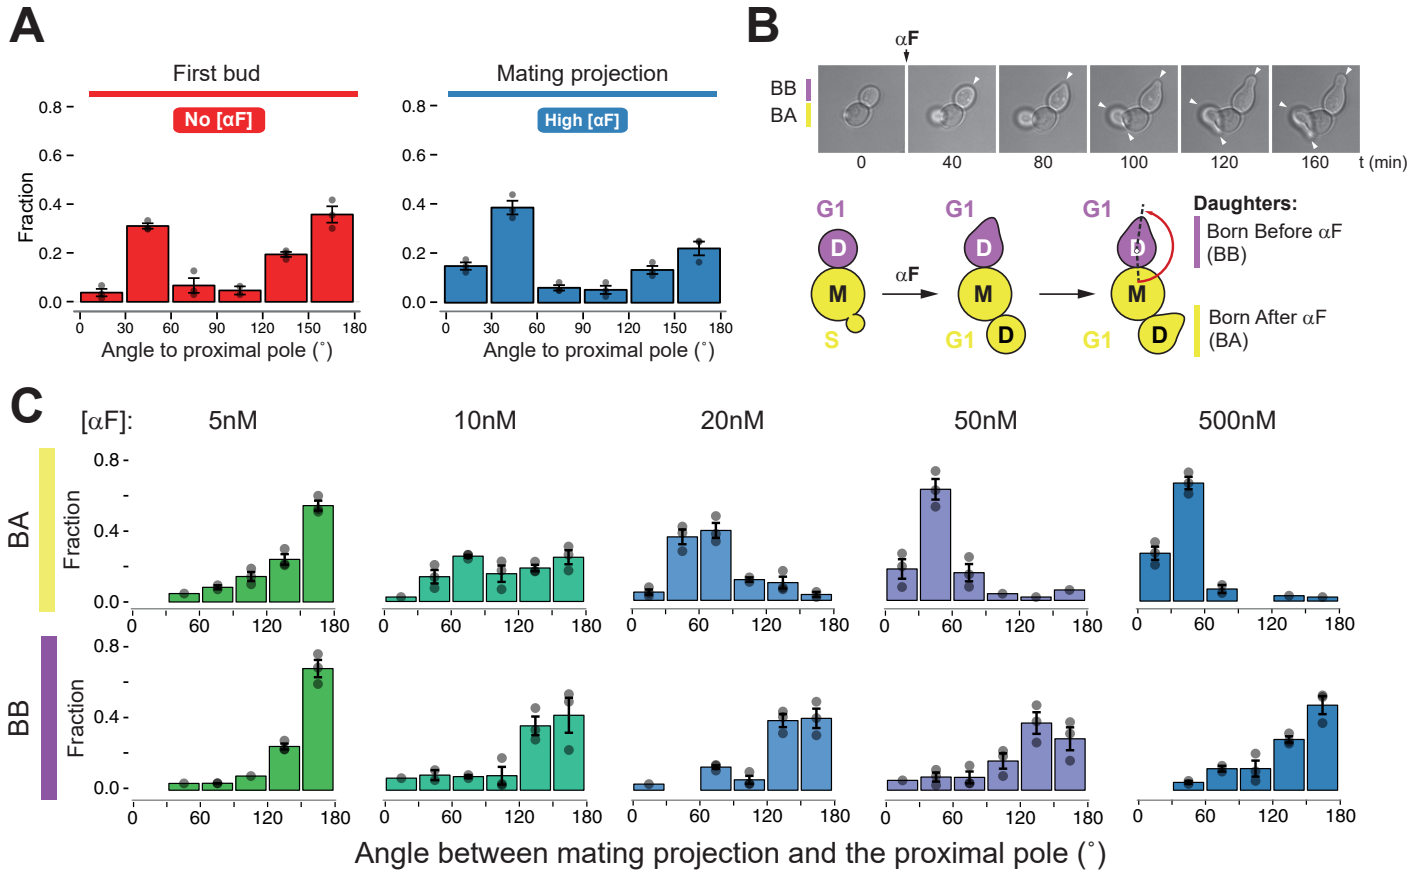 A
First bud
No [αF]
Fraction
0.8
0.6
0.4
0.2
0.0
0 30 60 90 120 150 180
Angle to proximal pole (˚)
Mating projection
High [αF]
0.8
0.6
0.4
0.2
0.0
0 30 60 90 120 150 180
Angle to proximal pole (˚)
B
αF
BB
BA
0 40 80 100 120 160 t (min)
G1 G1 G1
D D D
M M M
S G1 D G1 D
αF
Daughters:
Born Before αF
(BB)
Born After αF
(BA)
C
[αF]: 5nM 10nM 20nM 50nM 500nM
BA
Fraction
0.8
0.4
0.0
0 60 120 180 0 60 120 180 0 60 120 180 0 60 120 180 0 60 120 180
BB
Fraction
0.8
0.4
0.0
0 60 120 180 0 60 120 180 0 60 120 180 0 60 120 180 0 60 120 180
Angle between mating projection and the proximal pole (˚)